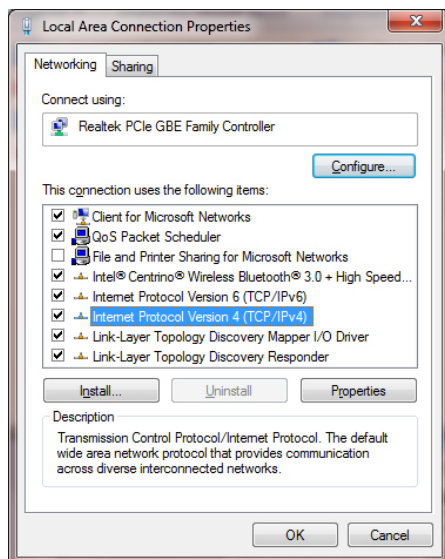 Local Area Connection Properties
Networking Sharing
Connect using:
Realtek PCIe GBE Family Controller
Configure...
This connection uses the following items:
Client for Microsoft Networks
QoS Packet Scheduler
File and Printer Sharing for Microsoft Networks
Intel® Centrino® Wireless Bluetooth® 3.0 + High Speed...
Internet Protocol Version 6 (TCP/IPv6)
Internet Protocol Version 4 (TCP/IPv4)
Link-Layer Topology Discovery Mapper I/O Driver
Link-Layer Topology Discovery Responder
Install... Uninstall Properties
Description
Transmission Control Protocol/Internet Protocol. The default
wide area network protocol that provides communication
across diverse interconnected networks.
OK Cancel